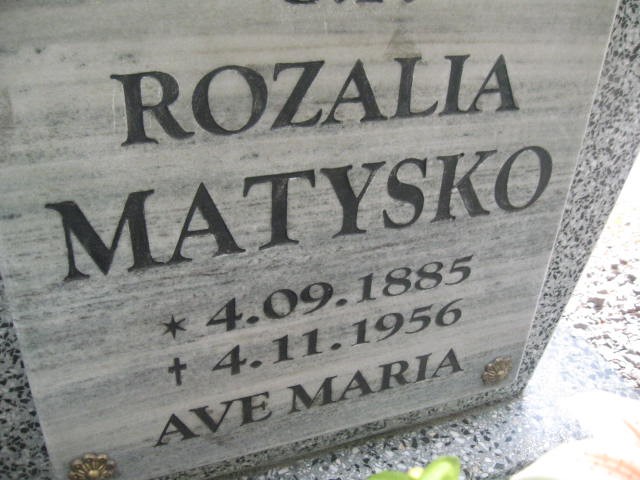 ROZALIA
MATYSKO
* 4.09.1885
✝ 4.11.1956
AVE MARIA